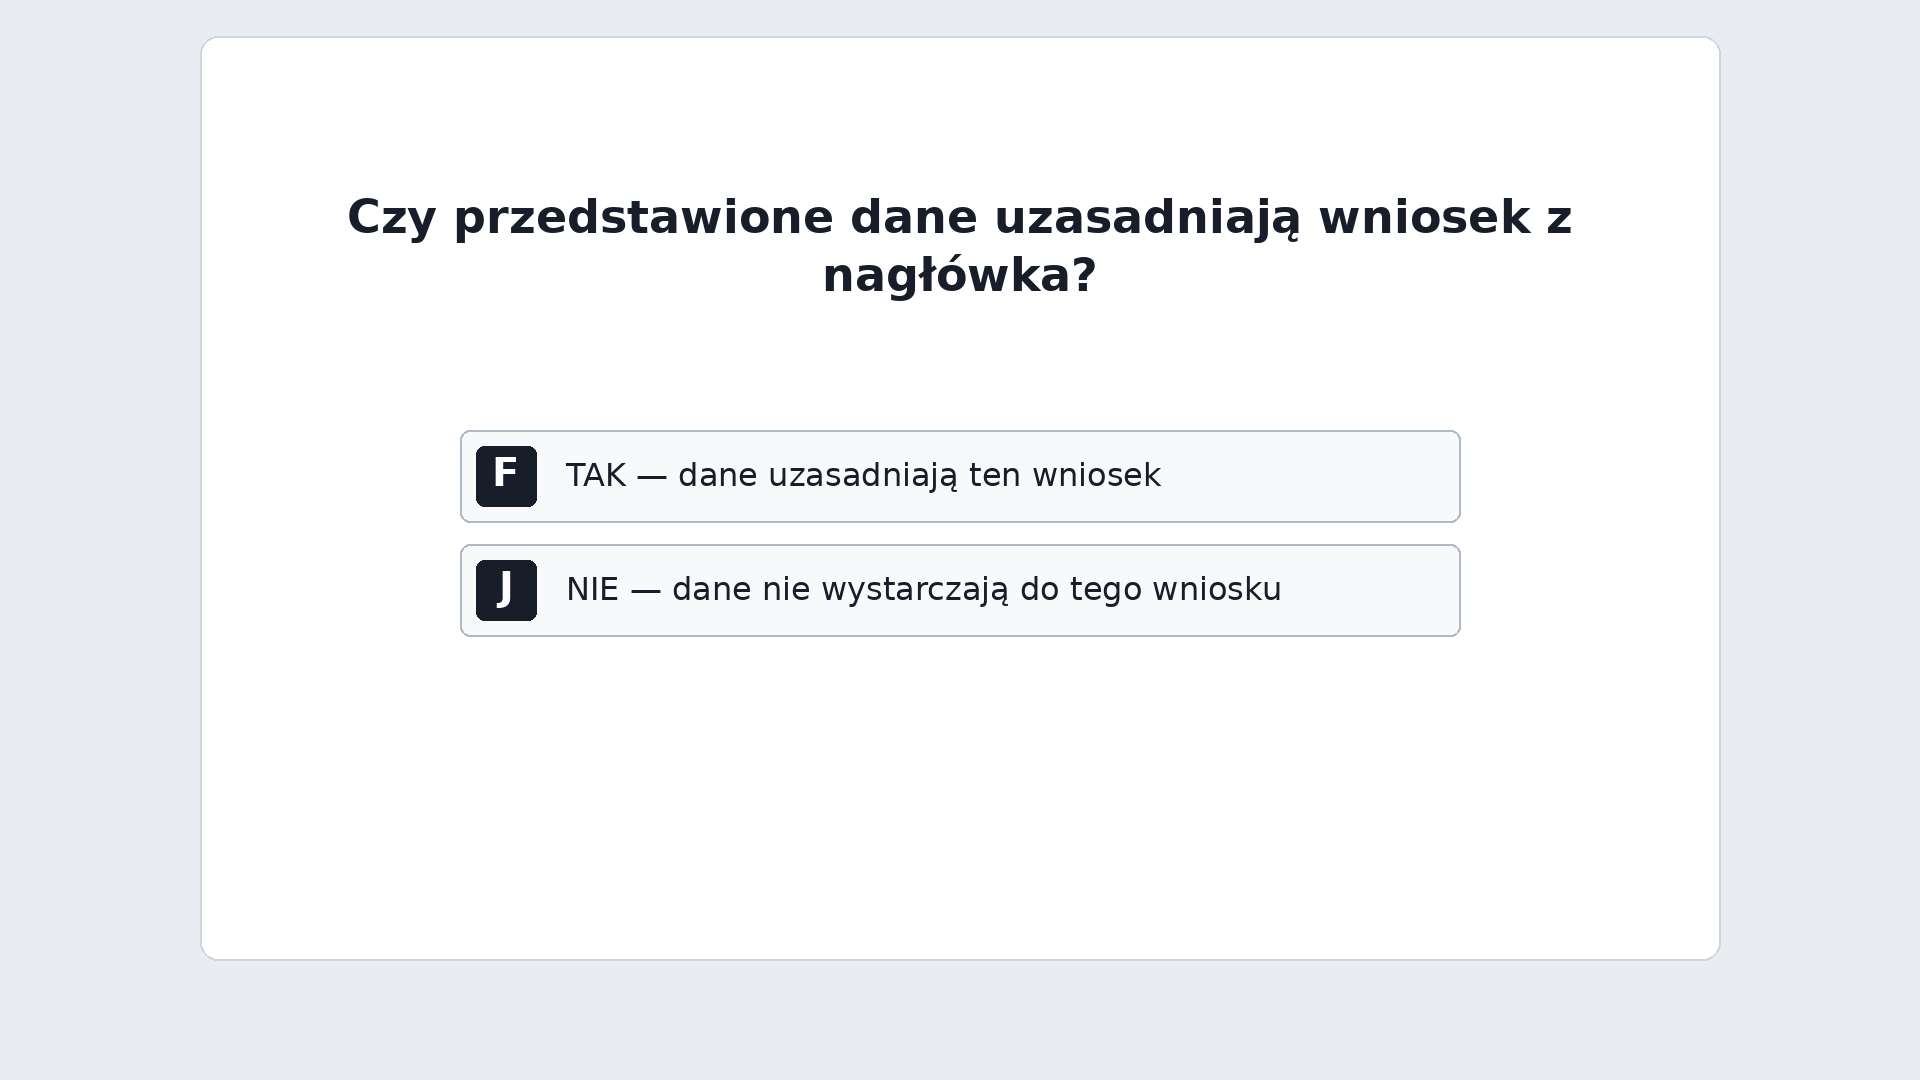 Czy przedstawione dane uzasadniają wniosek z
nagłówka?
F TAK — dane uzasadniają ten wniosek
J NIE — dane nie wystarczają do tego wniosku